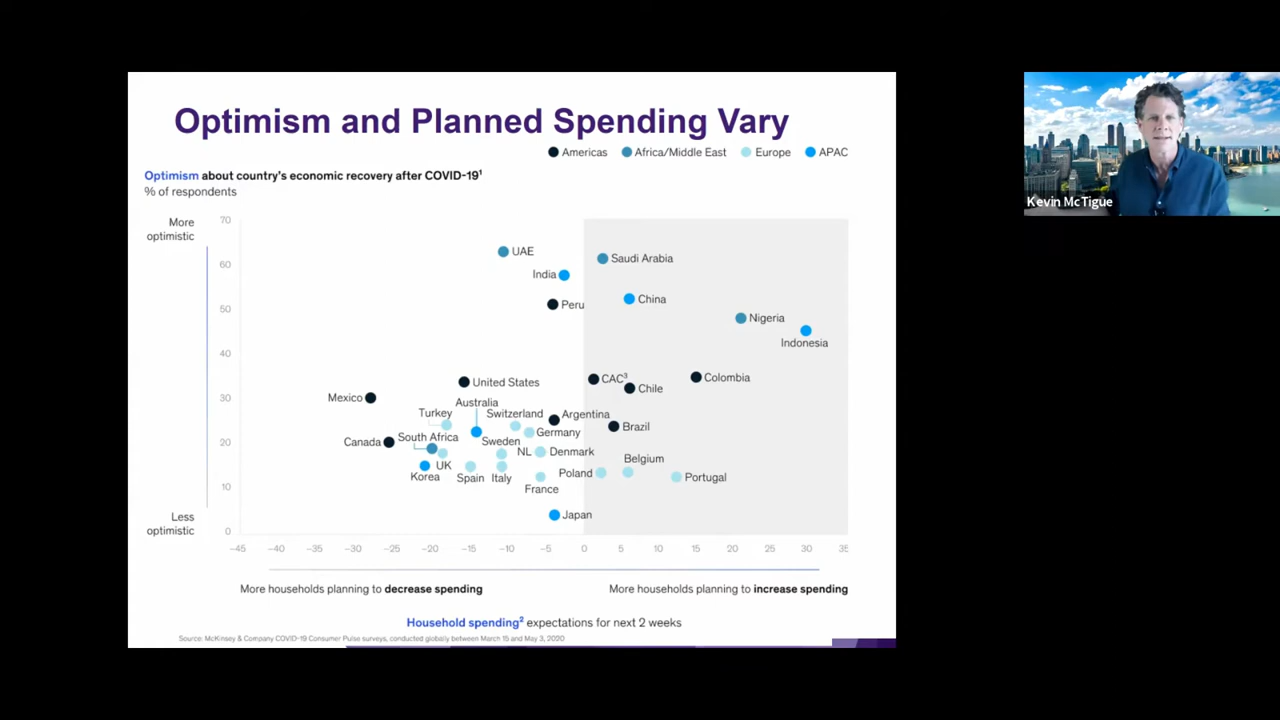 Optimism and Planned Spending Vary
Americas
Africa/Middle East
Europe
APAC
Optimism about country's economic recovery after COVID-19¹
% of respondents
Kevin McTigue
More
optimistic
70
60
50
40
30
20
10
0
Less
optimistic
UAE
Saudi Arabia
India
China
Peru
Nigeria
Indonesia
United States
CAC³
Chile
Colombia
Mexico
Australia
Turkey
Switzerland
Argentina
Brazil
Germany
Canada
South Africa
Sweden
NL
Denmark
UK
Korea
Spain
Italy
France
Poland
Belgium
Portugal
Japan
–45 –40 –35 –30 –25 –20 –15 –10 –5 0 5 10 15 20 25 30 35
More households planning to decrease spending
More households planning to increase spending
Household spending² expectations for next 2 weeks
Source: McKinsey & Company COVID-19 Consumer Pulse surveys, conducted globally between March 15 and May 3, 2020